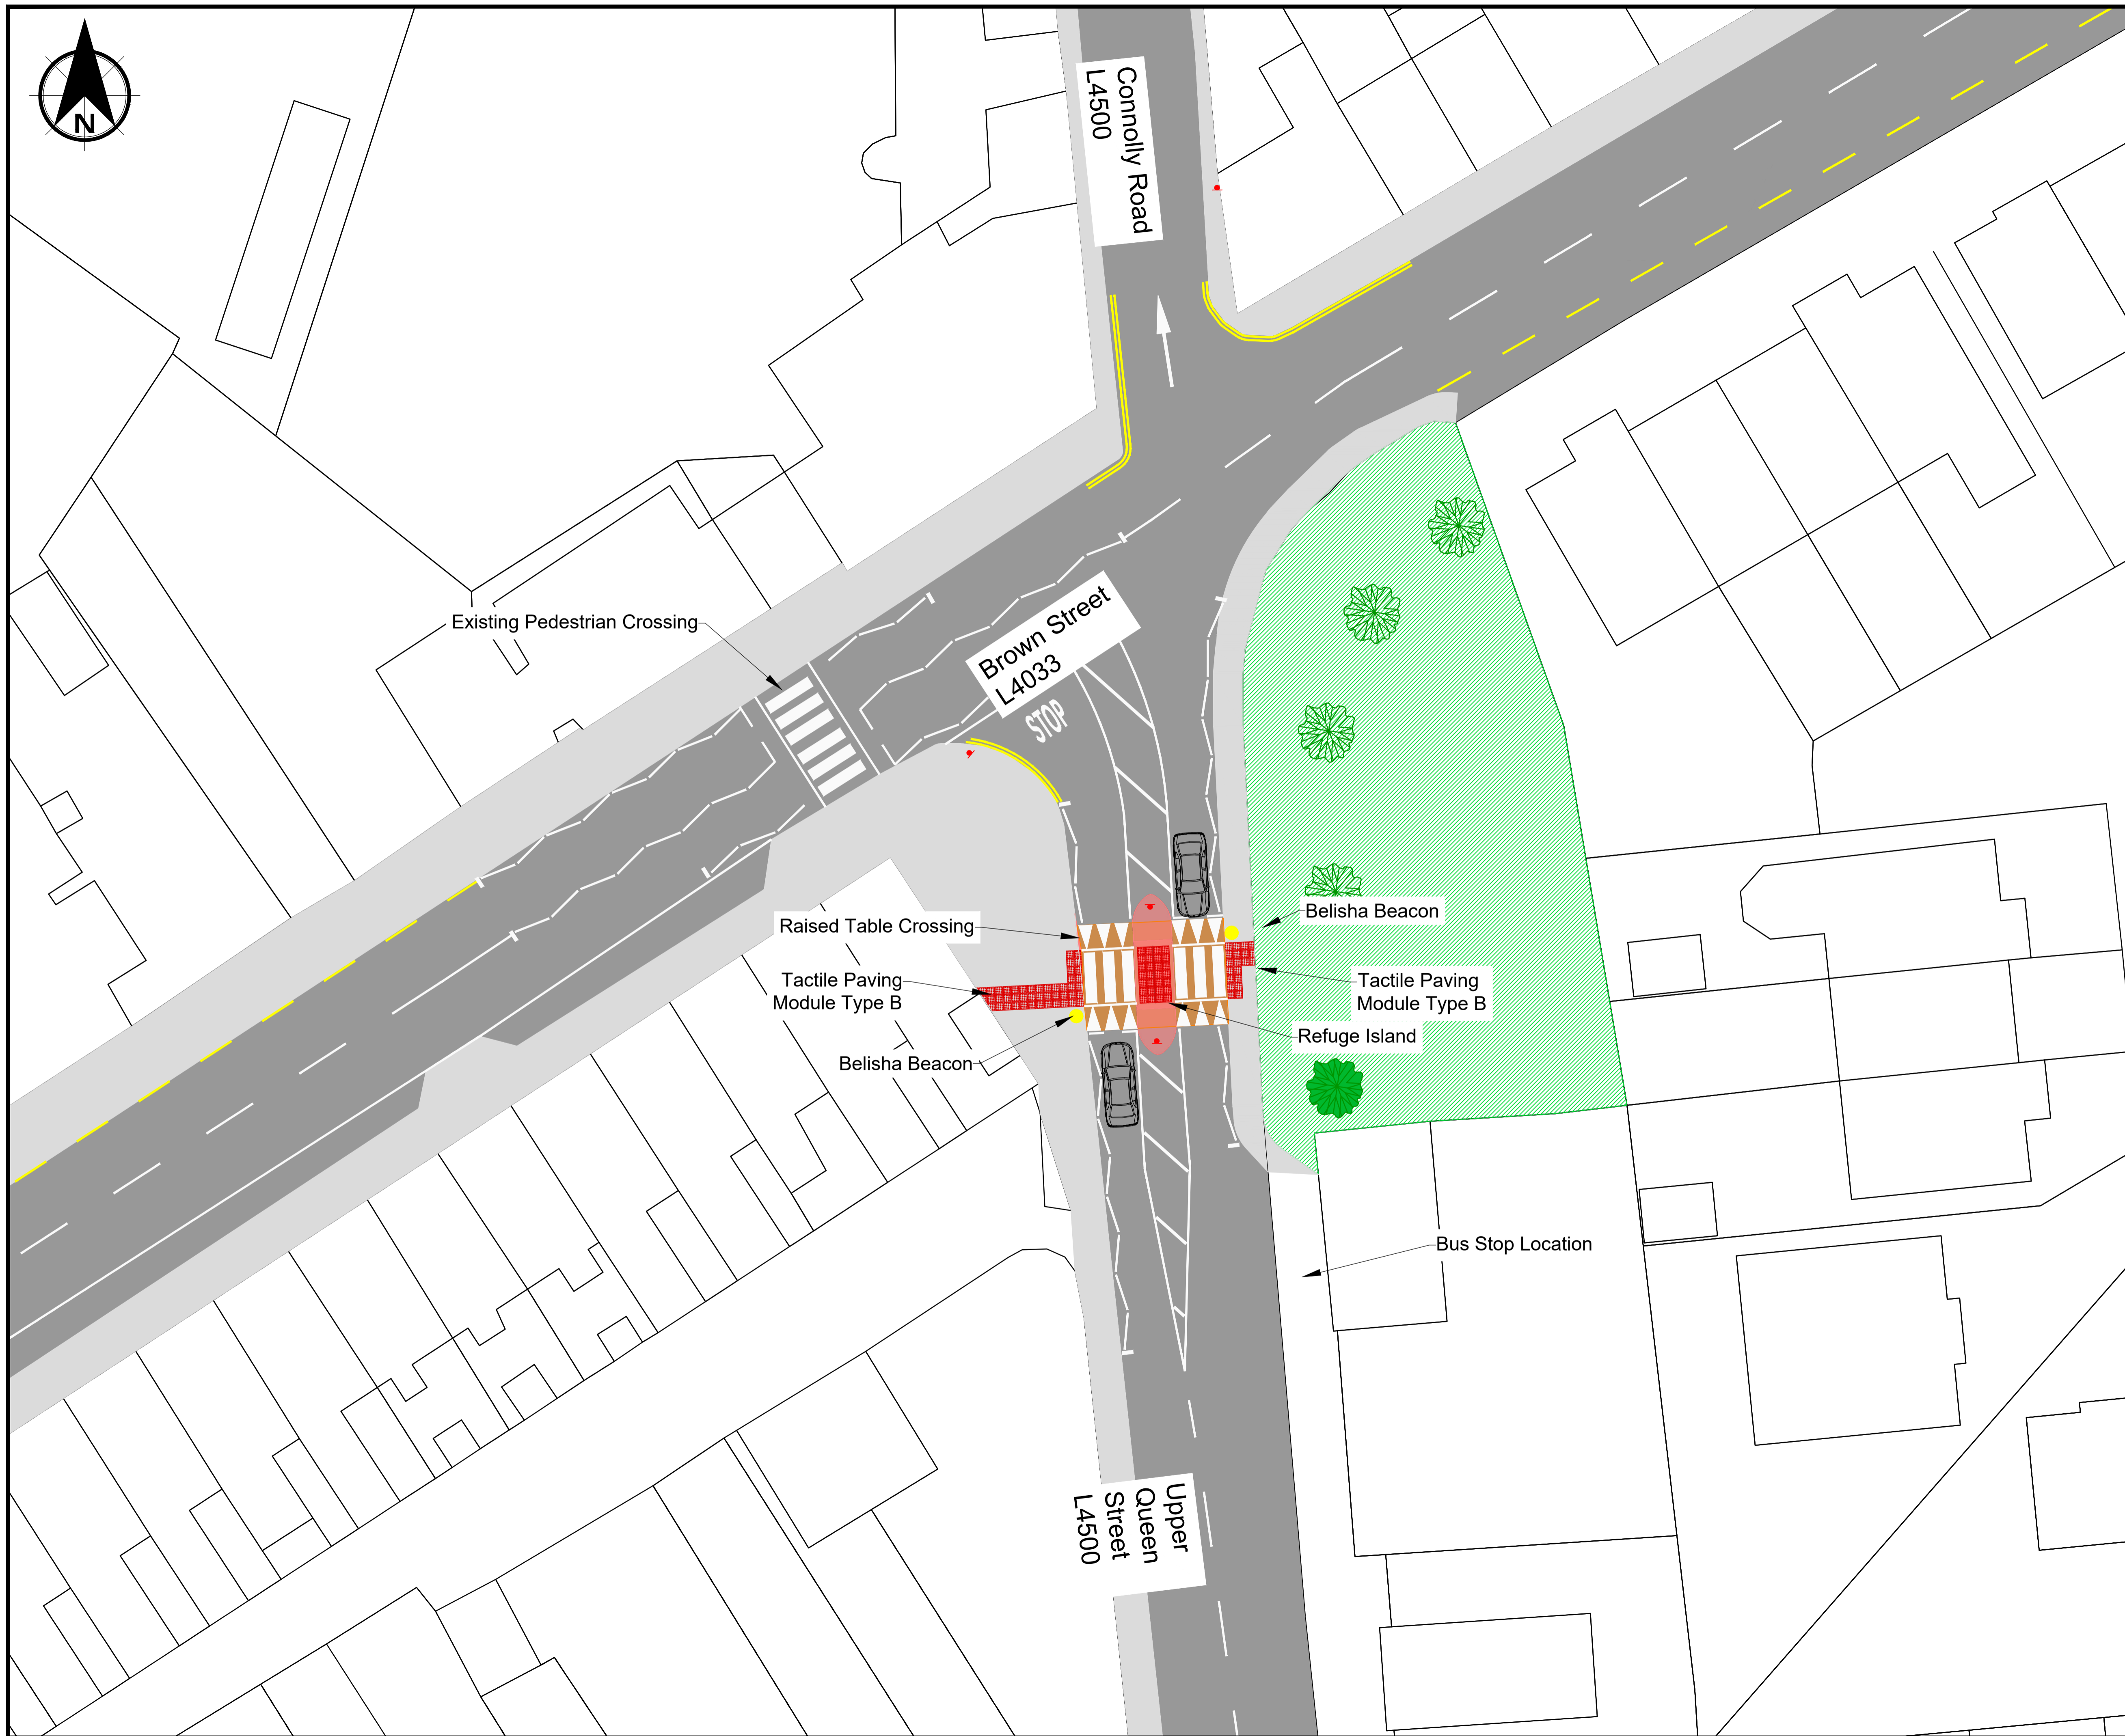 N
Connolly Road
L4500
Existing Pedestrian Crossing
Brown Street
L4033
STOP
Raised Table Crossing
Belisha Beacon
Tactile Paving
Module Type B
Tactile Paving
Module Type B
Refuge Island
Belisha Beacon
Bus Stop Location
Upper
Queen
Street
L4500